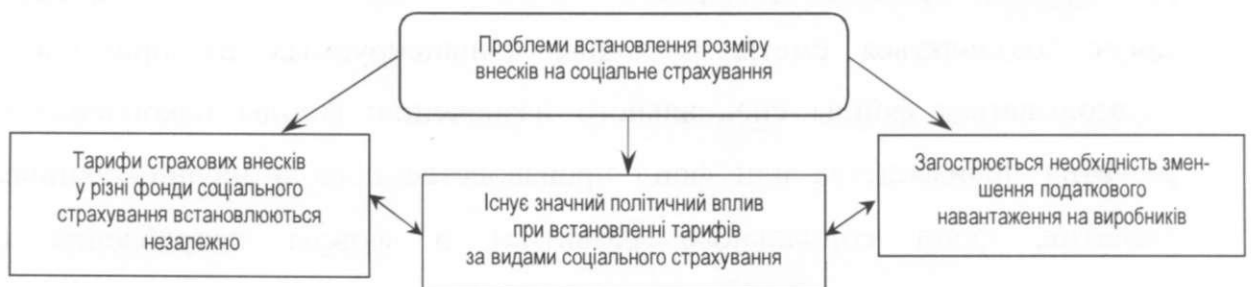 Проблеми встановлення розміру
внесків на соціальне страхування
Тарифи страхових внесків
у різні фонди соціального
страхування встановлюються
незалежно
Існує значний політичний вплив
при встановленні тарифів
за видами соціального страхування
Загострюється необхідність змен-
шення податкового
навантаження на виробників